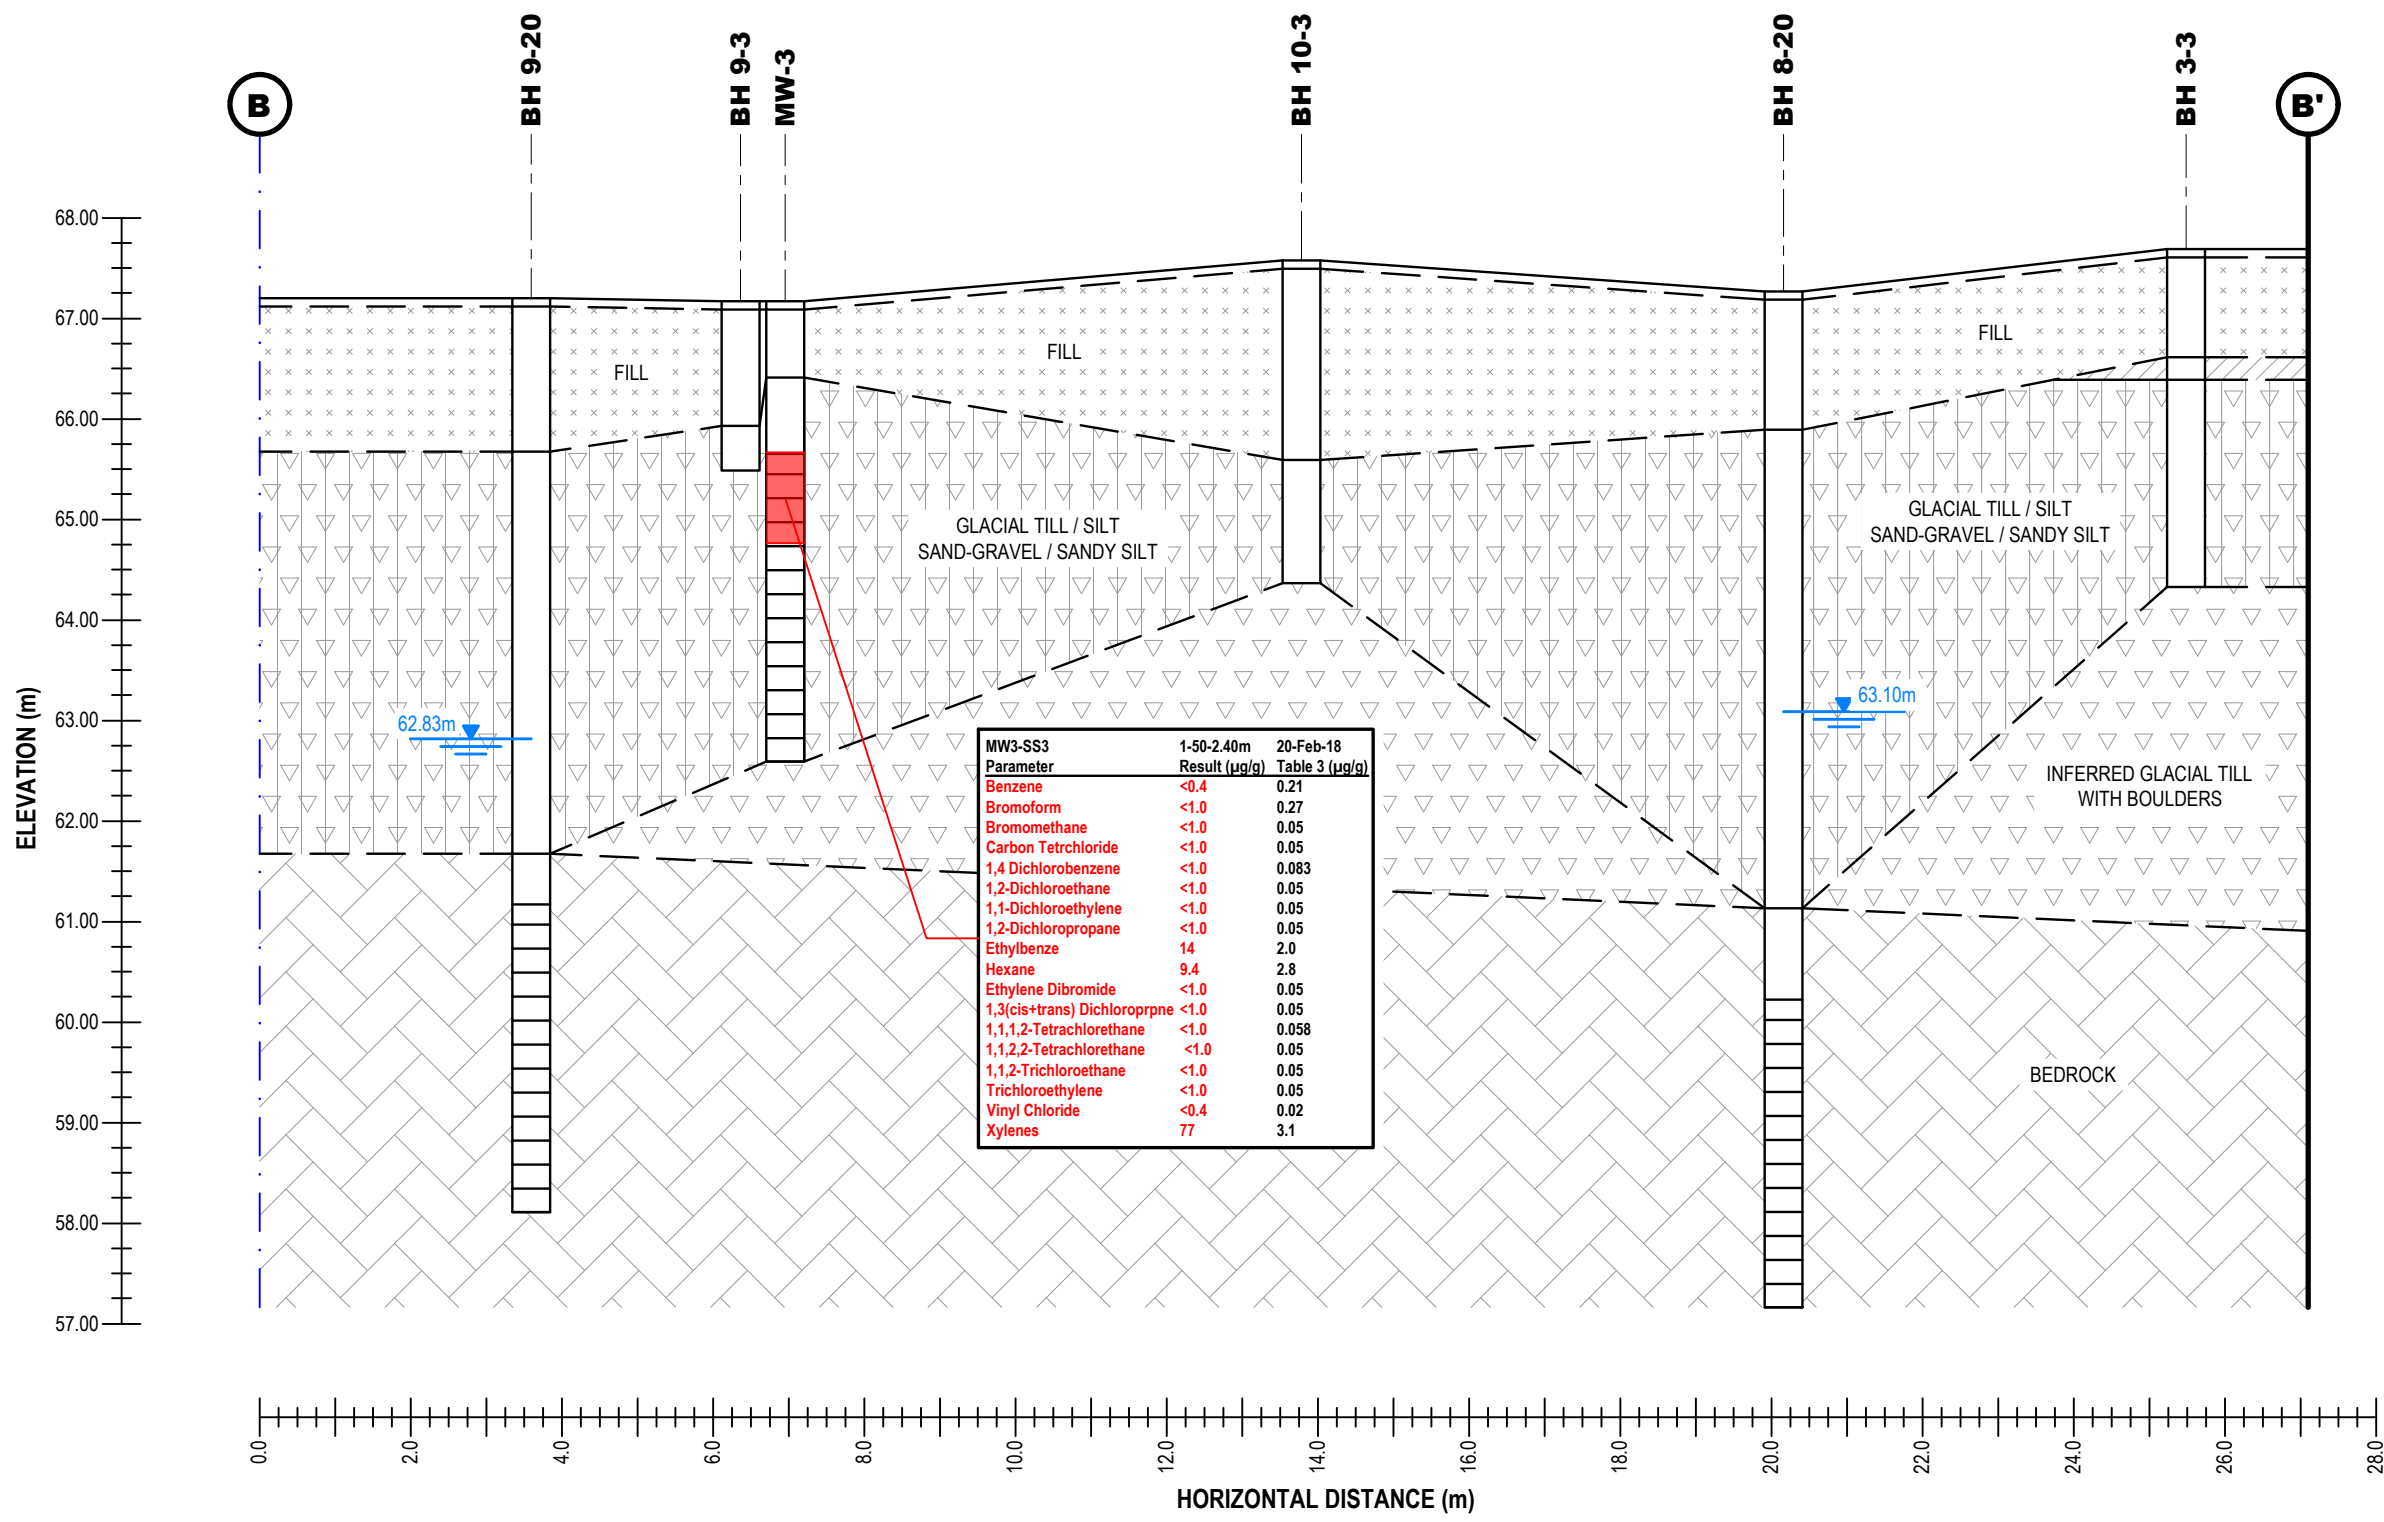 B
BH 9-20
BH 9-3
MW-3
BH 10-3
BH 8-20
BH 3-3
B'
ELEVATION (m)
68.00
67.00
66.00
65.00
64.00
63.00
62.00
61.00
60.00
59.00
58.00
57.00
FILL
FILL
FILL
GLACIAL TILL / SILT
SAND-GRAVEL / SANDY SILT
GLACIAL TILL / SILT
SAND-GRAVEL / SANDY SILT
62.83m
63.10m
INFERRED GLACIAL TILL
WITH BOULDERS
BEDROCK
MW3-SS3 1-50-2.40m 20-Feb-18
Parameter Result (µg/g) Table 3 (µg/g)
Benzene <0.4 0.21
Bromoform <1.0 0.27
Bromomethane <1.0 0.05
Carbon Tetrchloride <1.0 0.05
1,4 Dichlorobenzene <1.0 0.083
1,2-Dichloroethane <1.0 0.05
1,1-Dichloroethylene <1.0 0.05
1,2-Dichloropropane <1.0 0.05
Ethylbenze 14 2.0
Hexane 9.4 2.8
Ethylene Dibromide <1.0 0.05
1,3(cis+trans) Dichloroprpne <1.0 0.05
1,1,1,2-Tetrachlorethane <1.0 0.058
1,1,2,2-Tetrachlorethane <1.0 0.05
1,1,2-Trichloroethane <1.0 0.05
Trichloroethylene <1.0 0.05
Vinyl Chloride <0.4 0.02
Xylenes 77 3.1
0.0 2.0 4.0 6.0 8.0 10.0 12.0 14.0 16.0 18.0 20.0 22.0 24.0 26.0 28.0
HORIZONTAL DISTANCE (m)